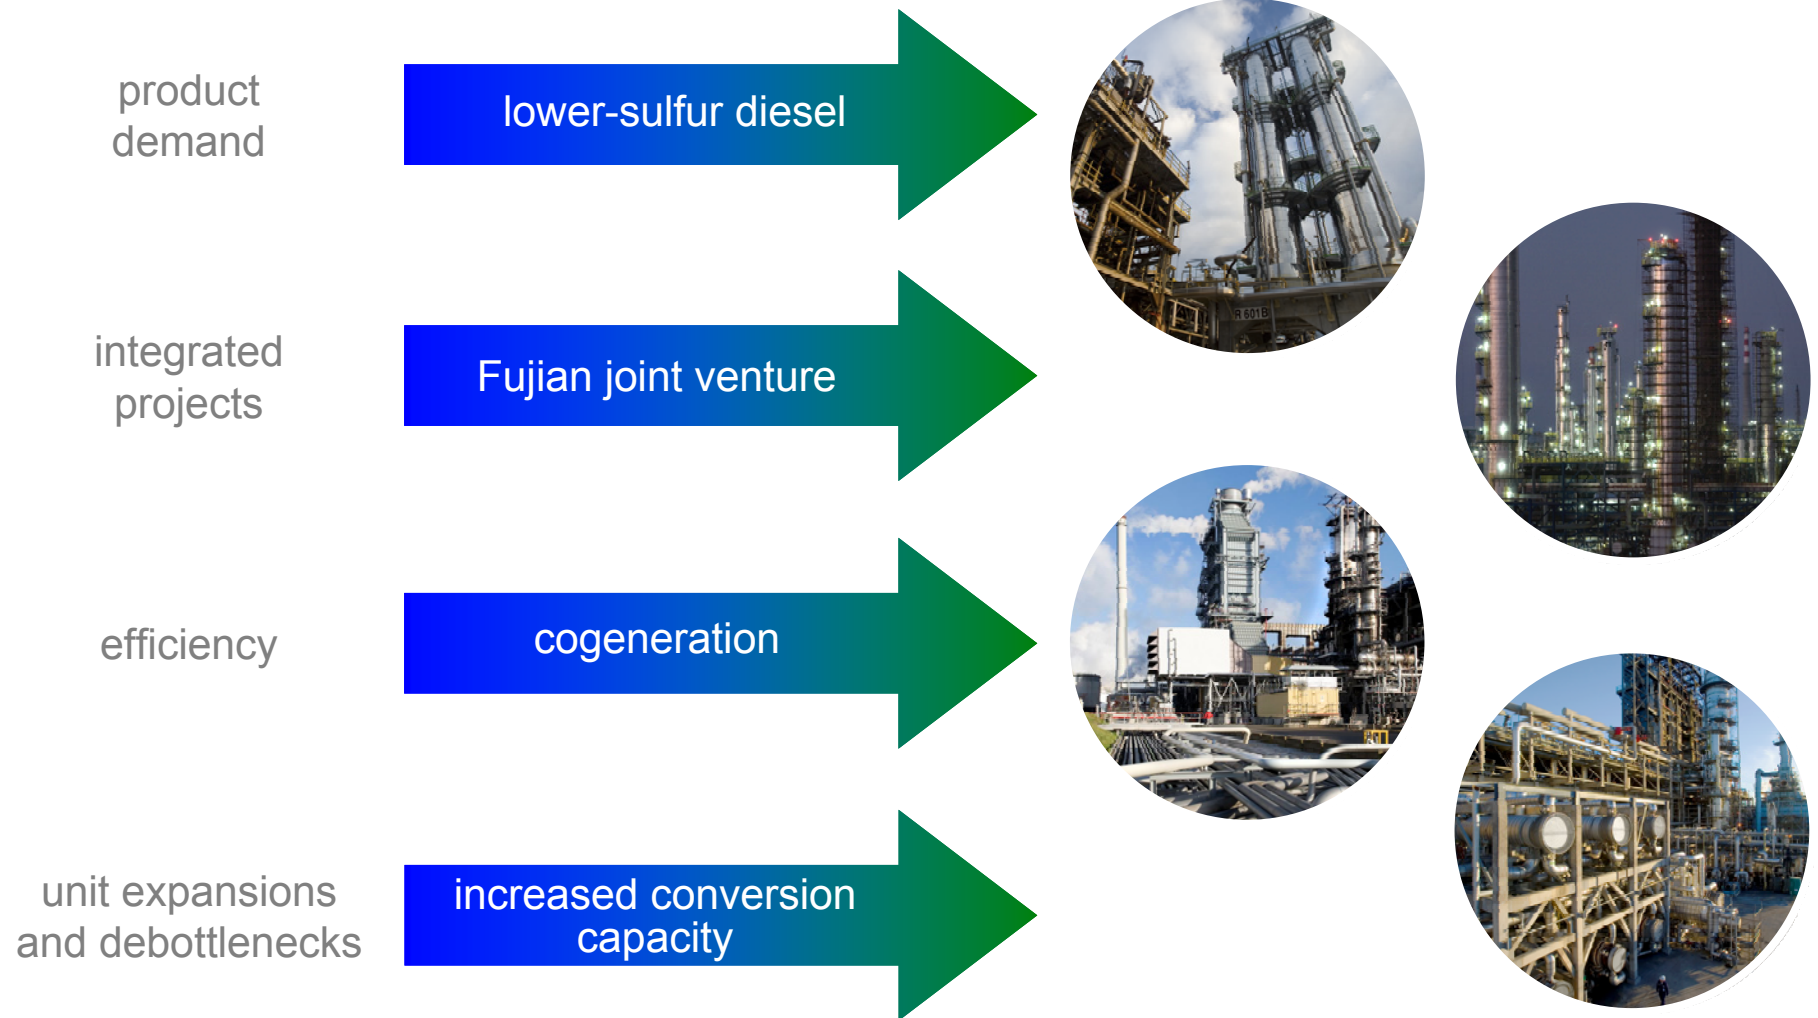 product
demand
lower-sulfur diesel
R 601B
integrated
projects
Fujian joint venture
efficiency
cogeneration
unit expansions
and debottlenecks
increased conversion
capacity